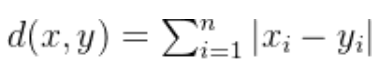 d(x, y) = ∑ⁿᵢ₌₁ |xᵢ − yᵢ|